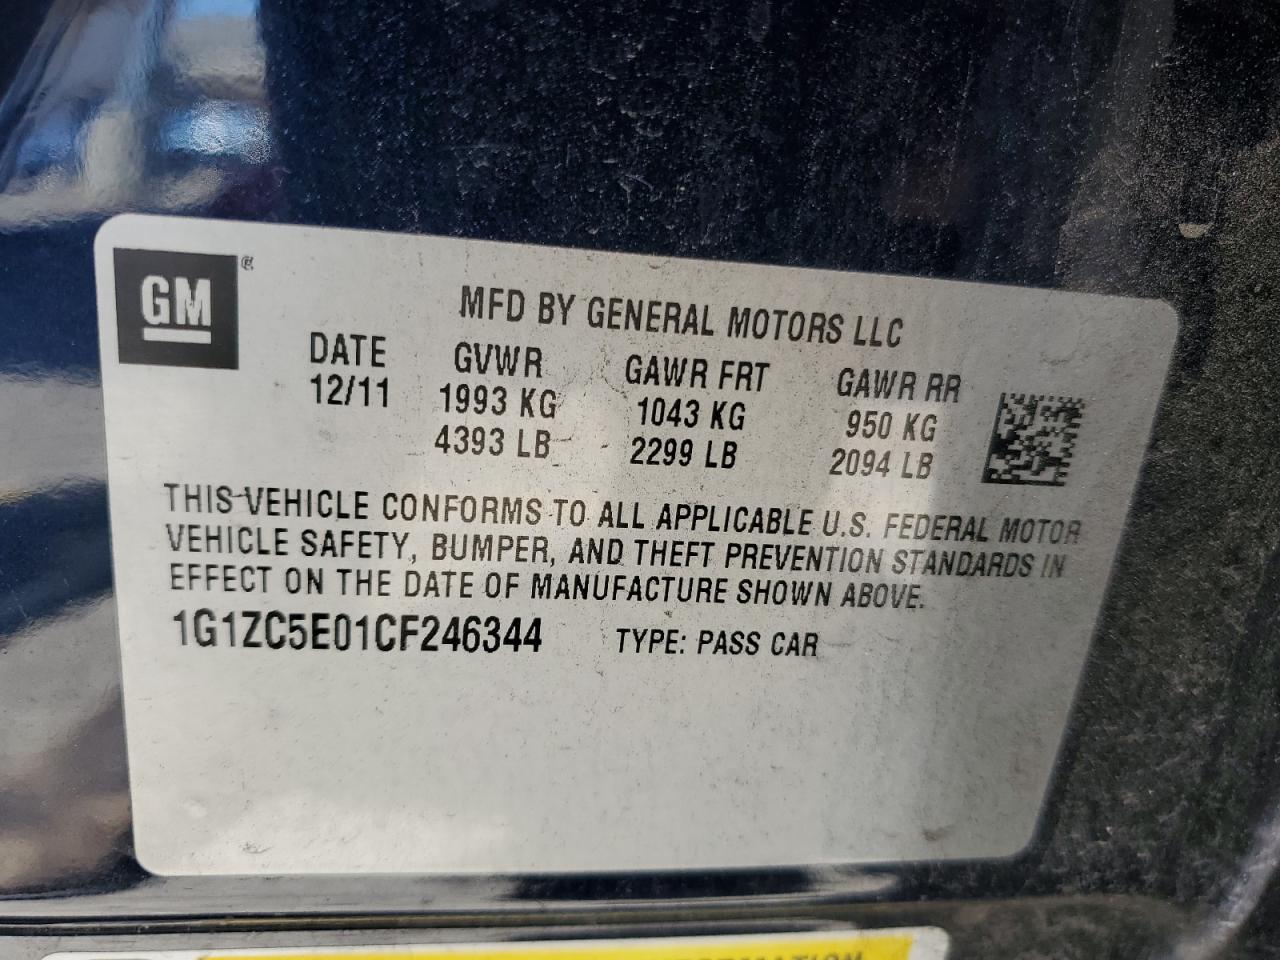 GM
MFD BY GENERAL MOTORS LLC
DATE GVWR GAWR FRT GAWR RR
12/11 1993 KG 1043 KG 950 KG
4393 LB 2299 LB 2094 LB
THIS VEHICLE CONFORMS TO ALL APPLICABLE U.S. FEDERAL MOTOR
VEHICLE SAFETY, BUMPER, AND THEFT PREVENTION STANDARDS IN
EFFECT ON THE DATE OF MANUFACTURE SHOWN ABOVE.
1G1ZC5E01CF246344 TYPE: PASS CAR